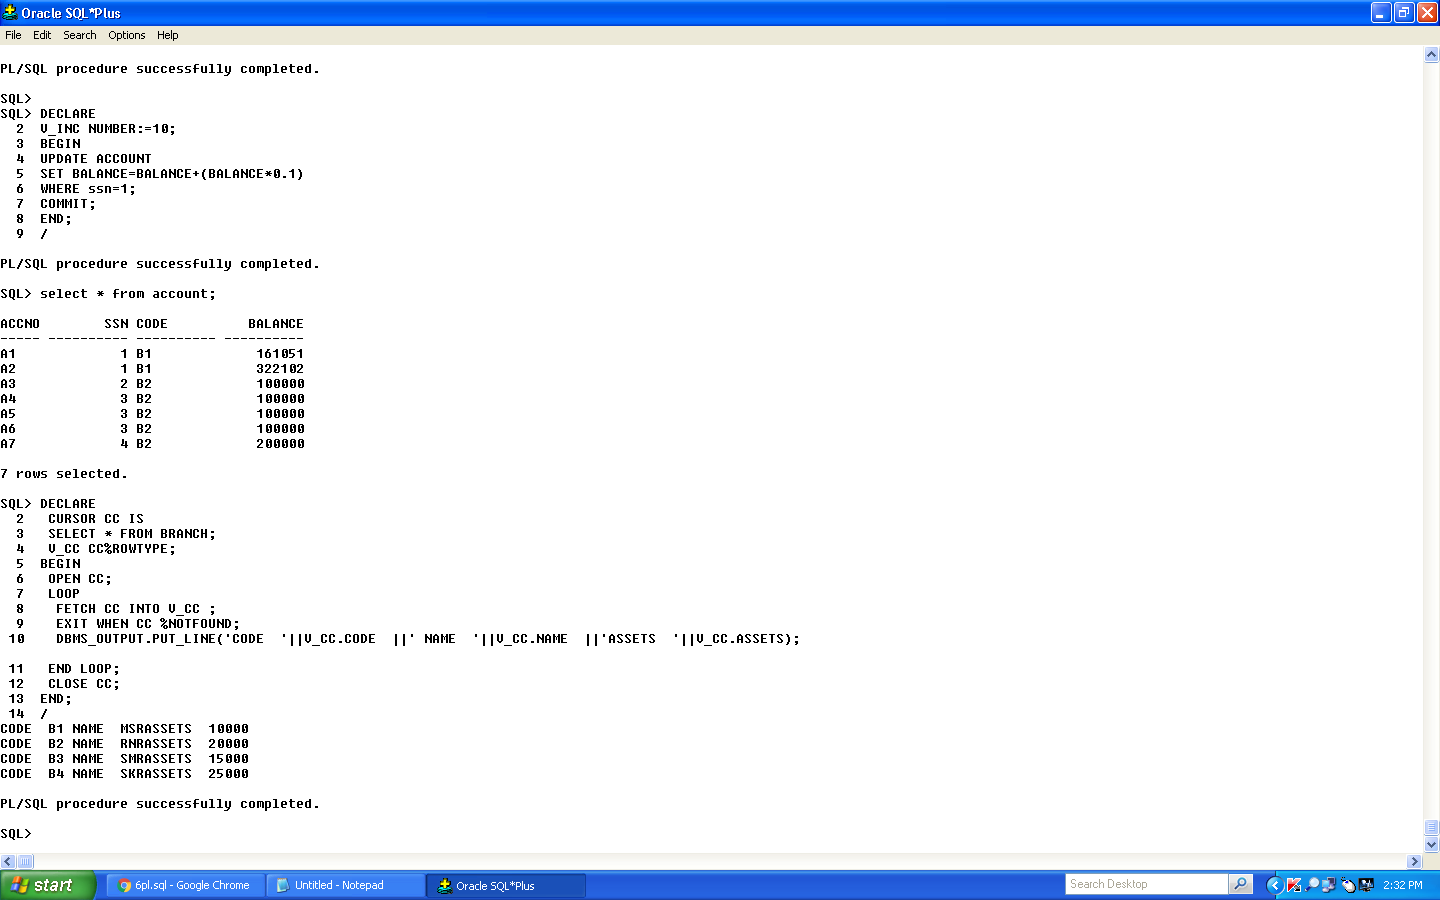 Oracle SQL*Plus
File Edit Search Options Help
PL/SQL procedure successfully completed.
SQL>
SQL> DECLARE
2 V_INC NUMBER:=10;
3 BEGIN
4 UPDATE ACCOUNT
5 SET BALANCE=BALANCE+(BALANCE*0.1)
6 WHERE ssn=1;
7 COMMIT;
8 END;
9 /
PL/SQL procedure successfully completed.
SQL> select * from account;
ACCNO SSN CODE BALANCE
----- ---------- ---------- ----------
A1 1 B1 161051
A2 1 B1 322102
A3 2 B2 100000
A4 3 B2 100000
A5 3 B2 100000
A6 3 B2 100000
A7 4 B2 200000
7 rows selected.
SQL> DECLARE
2 CURSOR CC IS
3 SELECT * FROM BRANCH;
4 V_CC CC%ROWTYPE;
5 BEGIN
6 OPEN CC;
7 LOOP
8 FETCH CC INTO V_CC ;
9 EXIT WHEN CC %NOTFOUND;
10 DBMS_OUTPUT.PUT_LINE('CODE '||V_CC.CODE ||' NAME '||V_CC.NAME ||'ASSETS '||V_CC.ASSETS);
11 END LOOP;
12 CLOSE CC;
13 END;
14 /
CODE B1 NAME MSRASSETS 10000
CODE B2 NAME RNRASSETS 20000
CODE B3 NAME SMRASSETS 15000
CODE B4 NAME SKRASSETS 25000
PL/SQL procedure successfully completed.
SQL>
start 6pl.sql - Google Chrome Untitled - Notepad Oracle SQL*Plus Search Desktop 2:32 PM